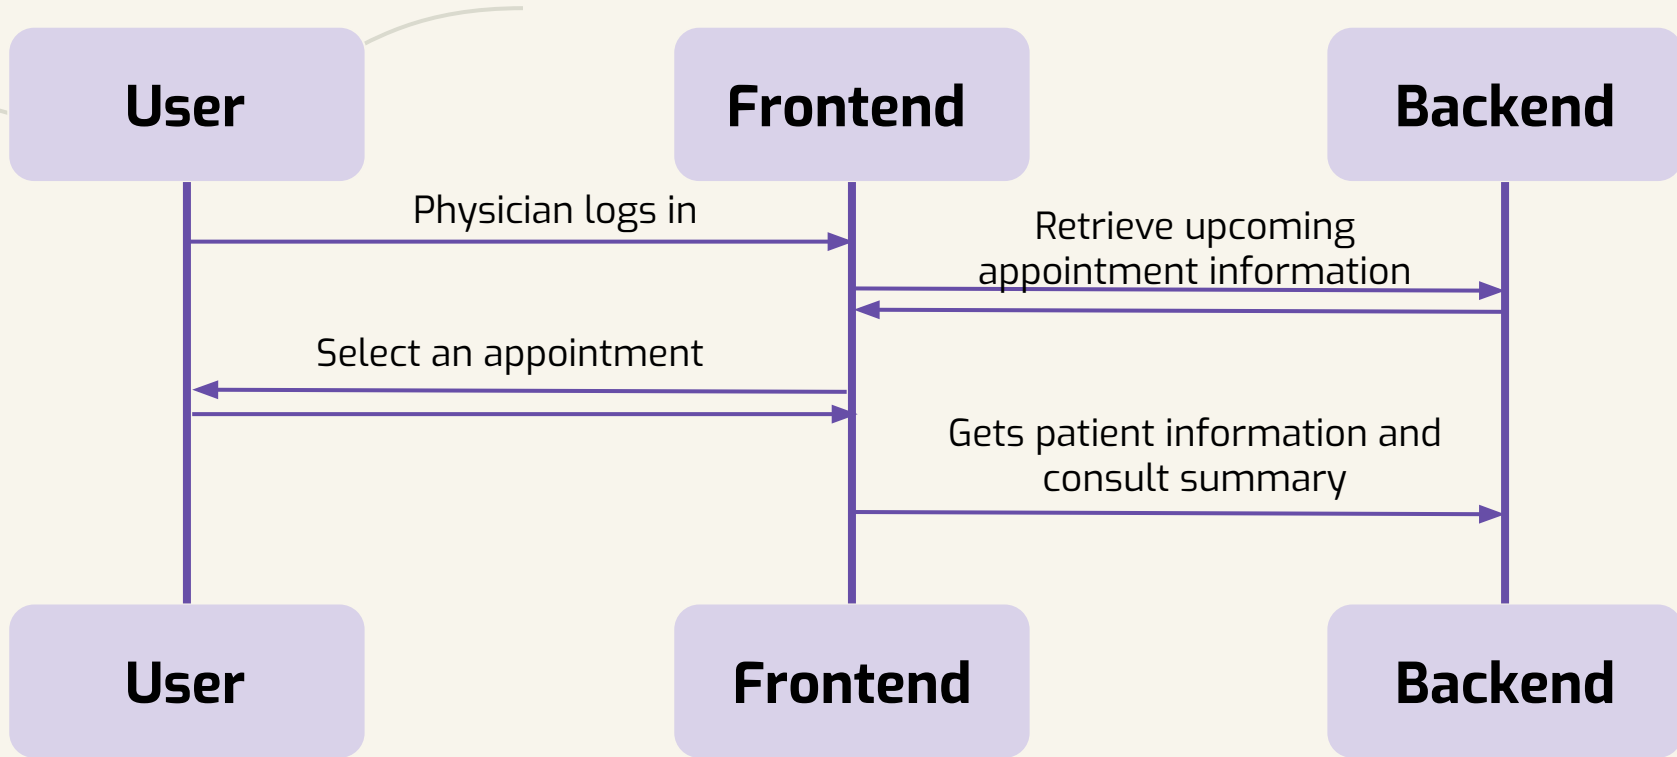 User
Frontend
Backend
Physician logs in
Retrieve upcoming
appointment information
Select an appointment
Gets patient information and
consult summary
User
Frontend
Backend